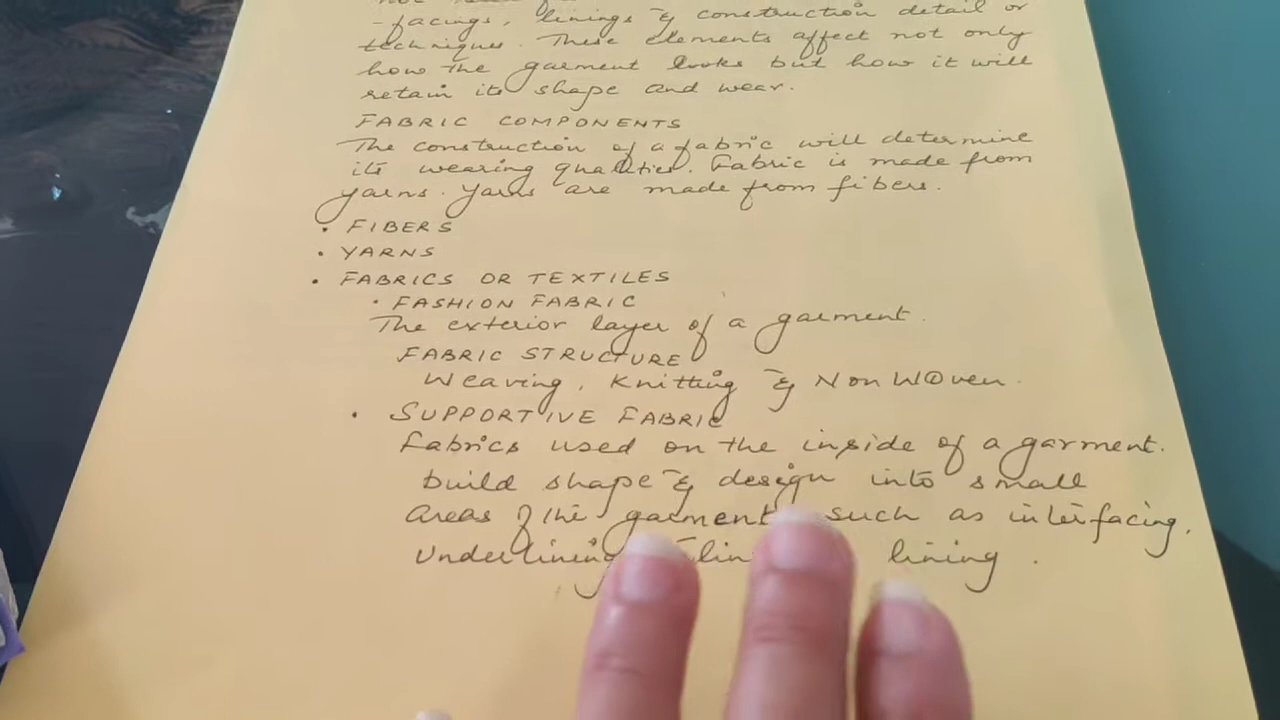 -facings, linings & construction detail or
techniques. These elements affect not only
how the garment looks but how it will
retain its shape and wear.
FABRIC COMPONENTS
The construction of a fabric will determine
its wearing qualities. Fabric is made from
yarns. Yarns are made from fibers.
• FIBERS
• YARNS
• FABRICS OR TEXTILES
• FASHION FABRIC
The exterior layer of a garment.
FABRIC STRUCTURE
Weaving, Knitting & Non Woven.
• SUPPORTIVE FABRIC
Fabrics used on the inside of a garment.
build shape & design into small
areas of the garment such as interfacing,
Underlining lining.